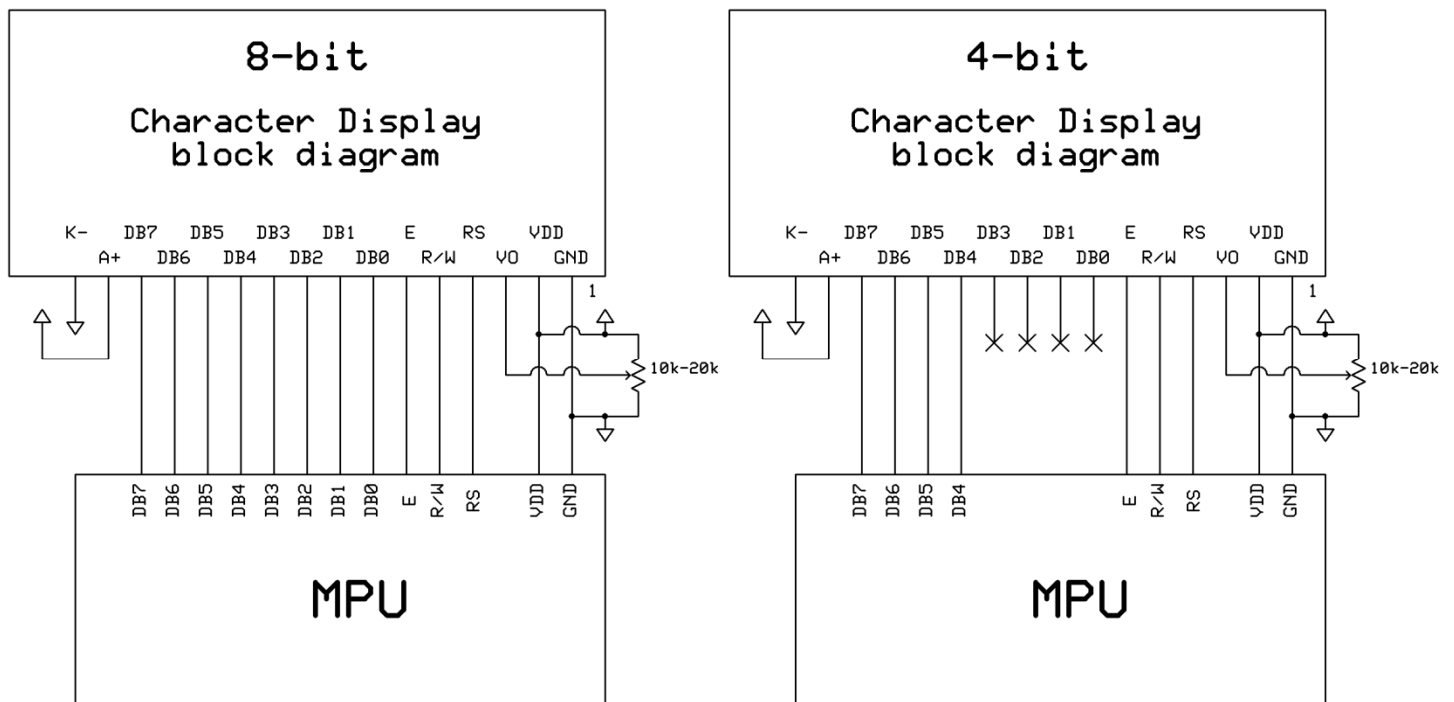 8-bit
Character Display
block diagram
K- DB7 DB5 DB3 DB1 E RS VDD
A+ DB6 DB4 DB2 DB0 R/W VO GND
1
10k-20k
DB7 DB6 DB5 DB4 DB3 DB2 DB1 DB0 E R/W RS VDD GND
MPU
4-bit
Character Display
block diagram
K- DB7 DB5 DB3 DB1 E RS VDD
A+ DB6 DB4 DB2 DB0 R/W VO GND
1
10k-20k
DB7 DB6 DB5 DB4 E R/W RS VDD GND
MPU